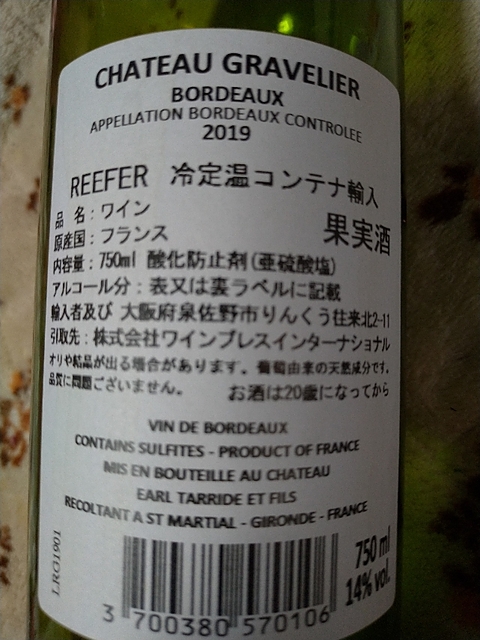 CHATEAU GRAVELIER
BORDEAUX
APPELLATION BORDEAUX CONTROLEE
2019
REEFER 冷定温コンテナ輸入
品 名：ワイン
果実酒
原産国：フランス
内容量：750ml 酸化防止剤(亜硫酸塩)
アルコール分：表又は裏ラベルに記載
輸入者及び 大阪府泉佐野市りんくう往来北2-11
引取先：株式会社ワインプレスインターナショナル
オリや結晶が出る場合があります。葡萄由来の天然成分です。
品質に問題ございません。 お酒は20歳になってから
VIN DE BORDEAUX
CONTAINS SULFITES - PRODUCT OF FRANCE
MIS EN BOUTEILLE AU CHATEAU
EARL TARRIDE ET FILS
RECOLTANT A ST MARTIAL - GIRONDE - FRANCE
LRG1901
750 ml
14% vol.
3 700380 570106